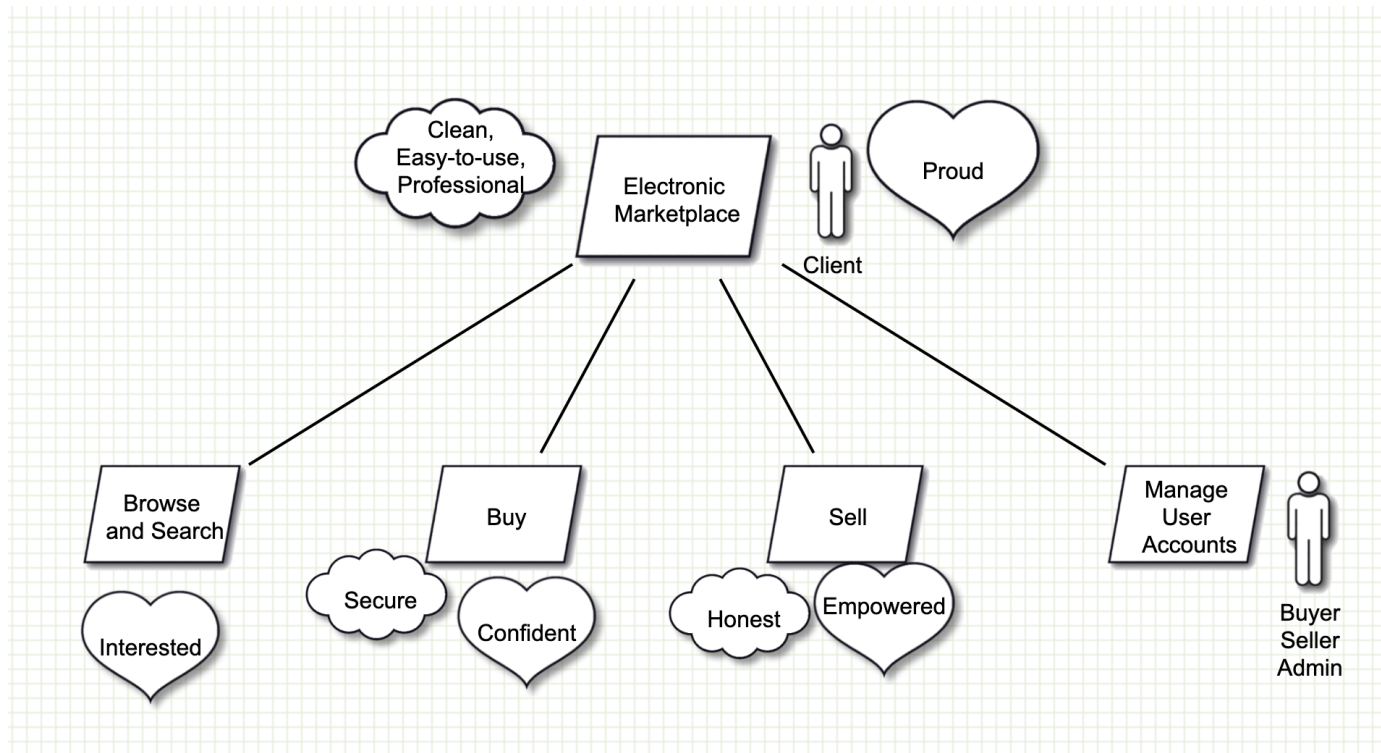 Clean,
Easy-to-use,
Professional
Electronic
Marketplace
Client
Proud
Browse
and Search
Interested
Buy
Secure
Confident
Sell
Honest
Empowered
Manage
User
Accounts
Buyer
Seller
Admin